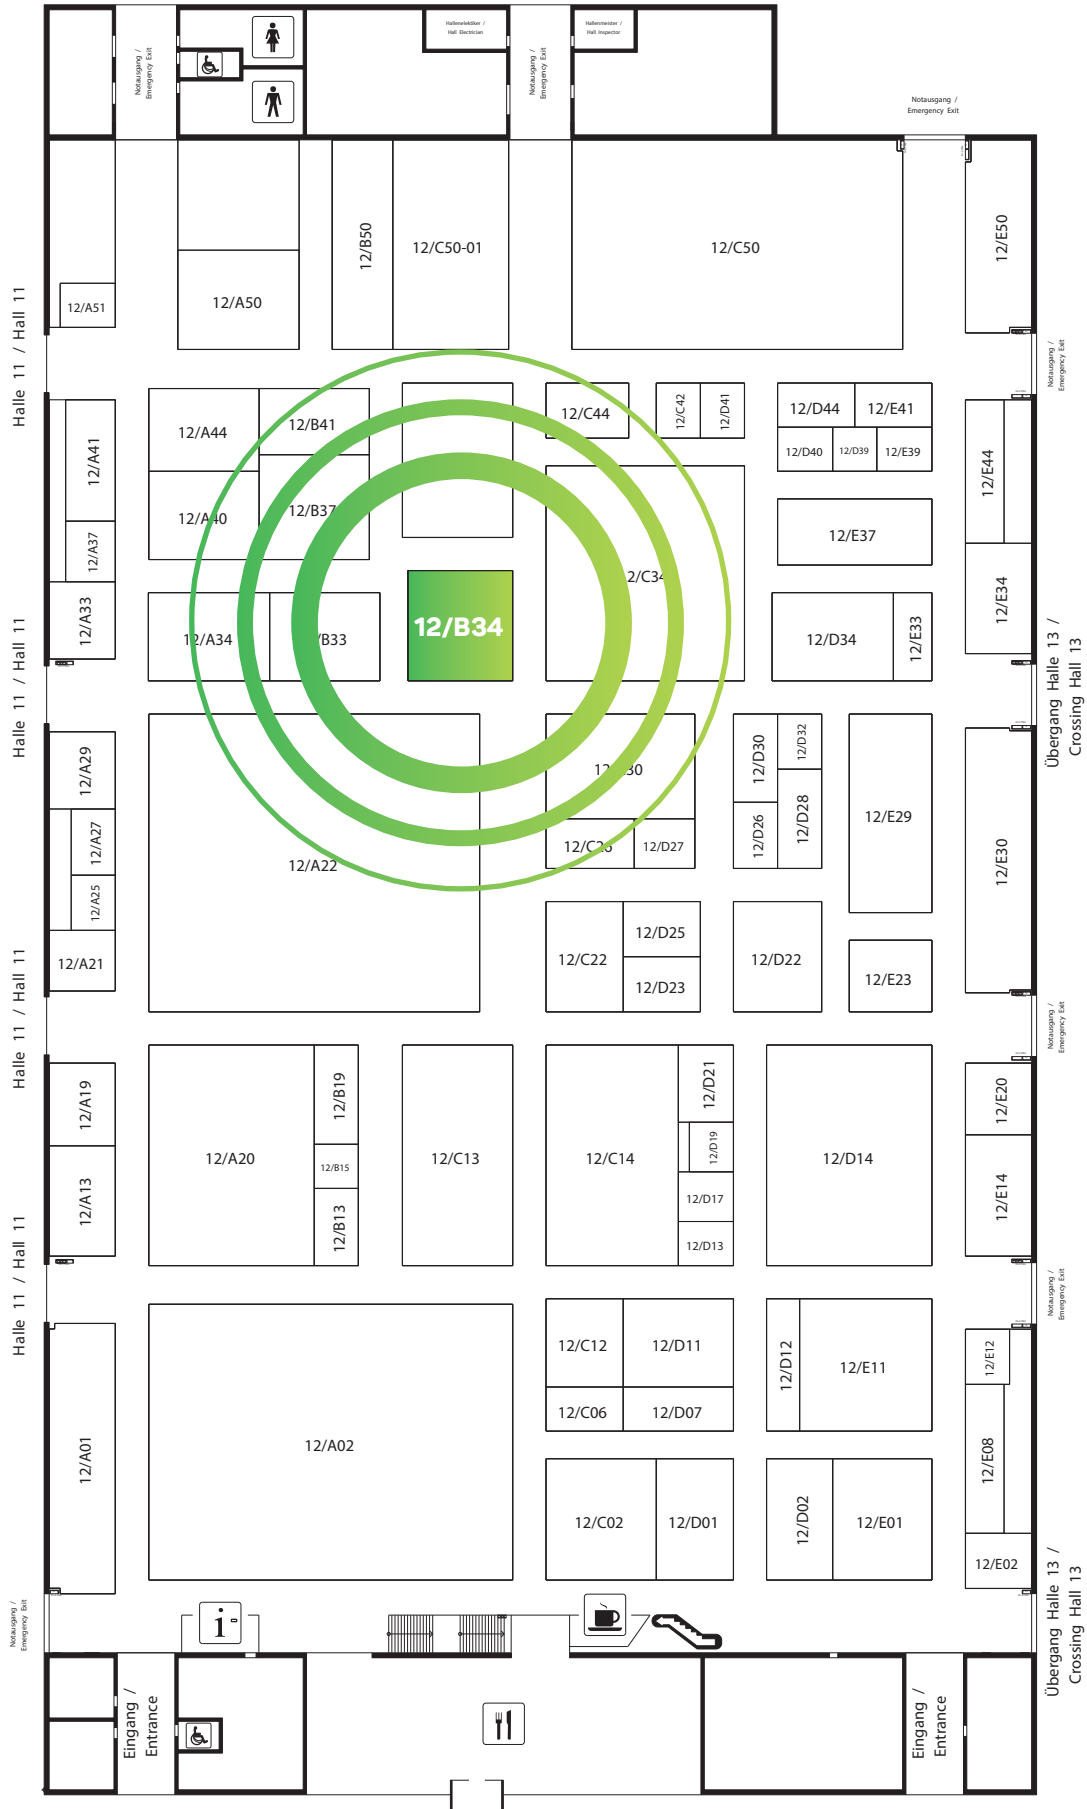 Hallenelektiker /
Hall Electrician
Hallenmeister /
Hall Inspector
Notausgang /
Emergency Exit
Notausgang /
Emergency Exit
Notausgang /
Emergency Exit
12/B50
12/C50-01
12/C50
12/E50
12/A51
12/A50
Halle 11 / Hall 11
Notausgang /
Emergency Exit
12/A44
12/B41
12/C44
12/C42
12/D41
12/D44
12/E41
12/A41
12/D40
12/D39
12/E39
12/E44
12/A40
12/B37
12/A37
12/E37
12/C34
12/A33
12/A34
12/B33
12/B34
12/D34
12/E33
12/E34
Halle 11 / Hall 11
Übergang Halle 13 /
Crossing Hall 13
12/A29
12/D30
12/D32
12/A27
12/C26
12/D27
12/D26
12/D28
12/E29
12/A22
12/E30
12/A25
12/A21
12/C22
12/D25
12/D23
12/D22
12/E23
Halle 11 / Hall 11
Notausgang /
Emergency Exit
12/A19
12/B19
12/D21
12/E20
12/A20
12/B15
12/C13
12/C14
12/D19
12/D14
12/A13
12/B13
12/D17
12/D13
12/E14
Halle 11 / Hall 11
Notausgang /
Emergency Exit
12/C12
12/D11
12/D12
12/E11
12/E12
12/C06
12/D07
12/A01
12/A02
12/E08
12/C02
12/D01
12/D02
12/E01
12/E02
Notausgang /
Emergency Exit
i
Übergang Halle 13 /
Crossing Hall 13
Eingang /
Entrance
Eingang /
Entrance